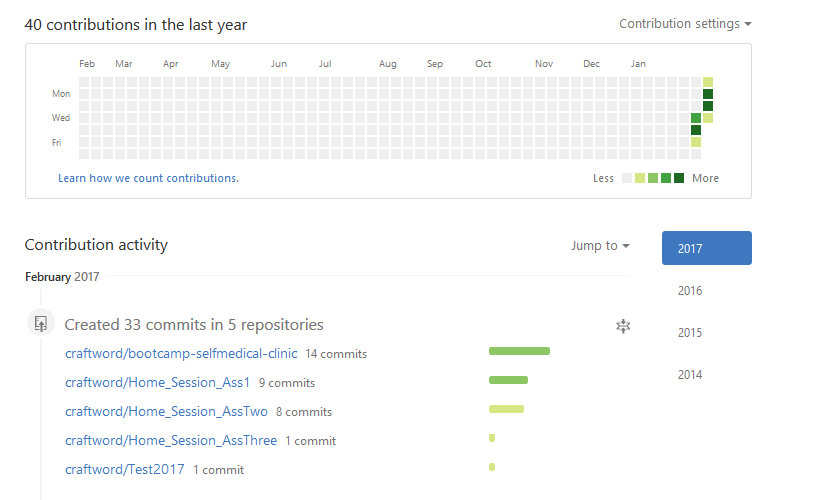 40 contributions in the last year
Contribution settings
Feb Mar Apr May Jun Jul Aug Sep Oct Nov Dec Jan
Mon
Wed
Fri
Learn how we count contributions.
Less More
Contribution activity
Jump to
2017
February 2017
2016
Created 33 commits in 5 repositories
2015
craftword/bootcamp-selfmedical-clinic 14 commits
craftword/Home_Session_Ass1 9 commits
2014
craftword/Home_Session_AssTwo 8 commits
craftword/Home_Session_AssThree 1 commit
craftword/Test2017 1 commit